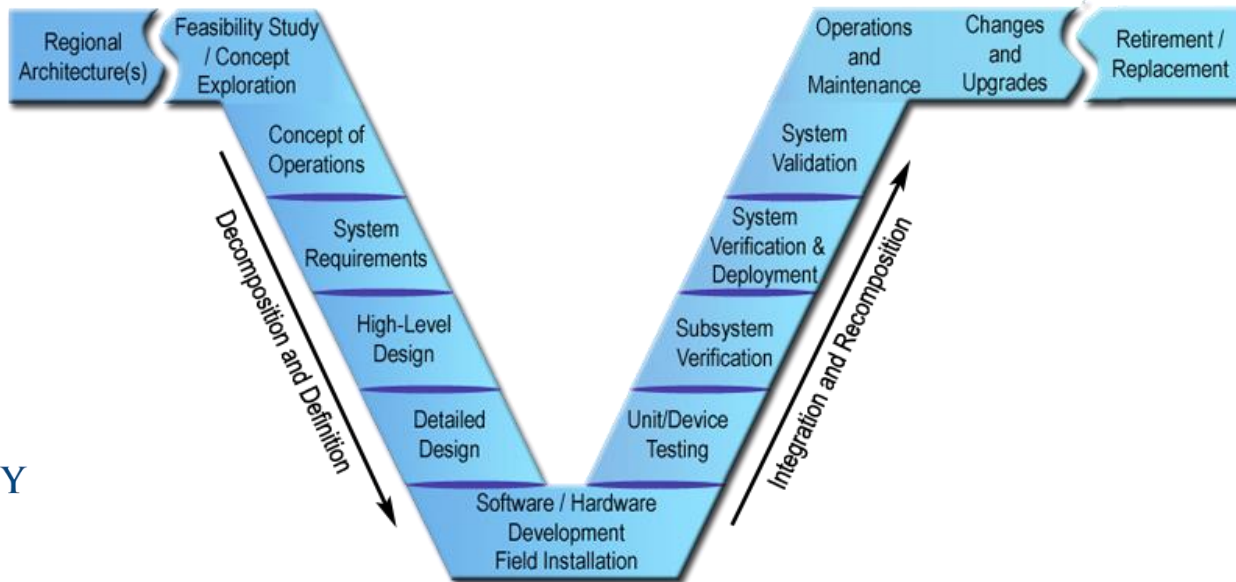 Regional
Architecture(s)
Feasibility Study
/ Concept
Exploration
Concept of
Operations
System
Requirements
High-Level
Design
Detailed
Design
Software / Hardware
Development
Field Installation
Unit/Device
Testing
Subsystem
Verification
System
Verification &
Deployment
System
Validation
Operations
and
Maintenance
Changes
and
Upgrades
Retirement /
Replacement
Decomposition and Definition
Integration and Recomposition
Y